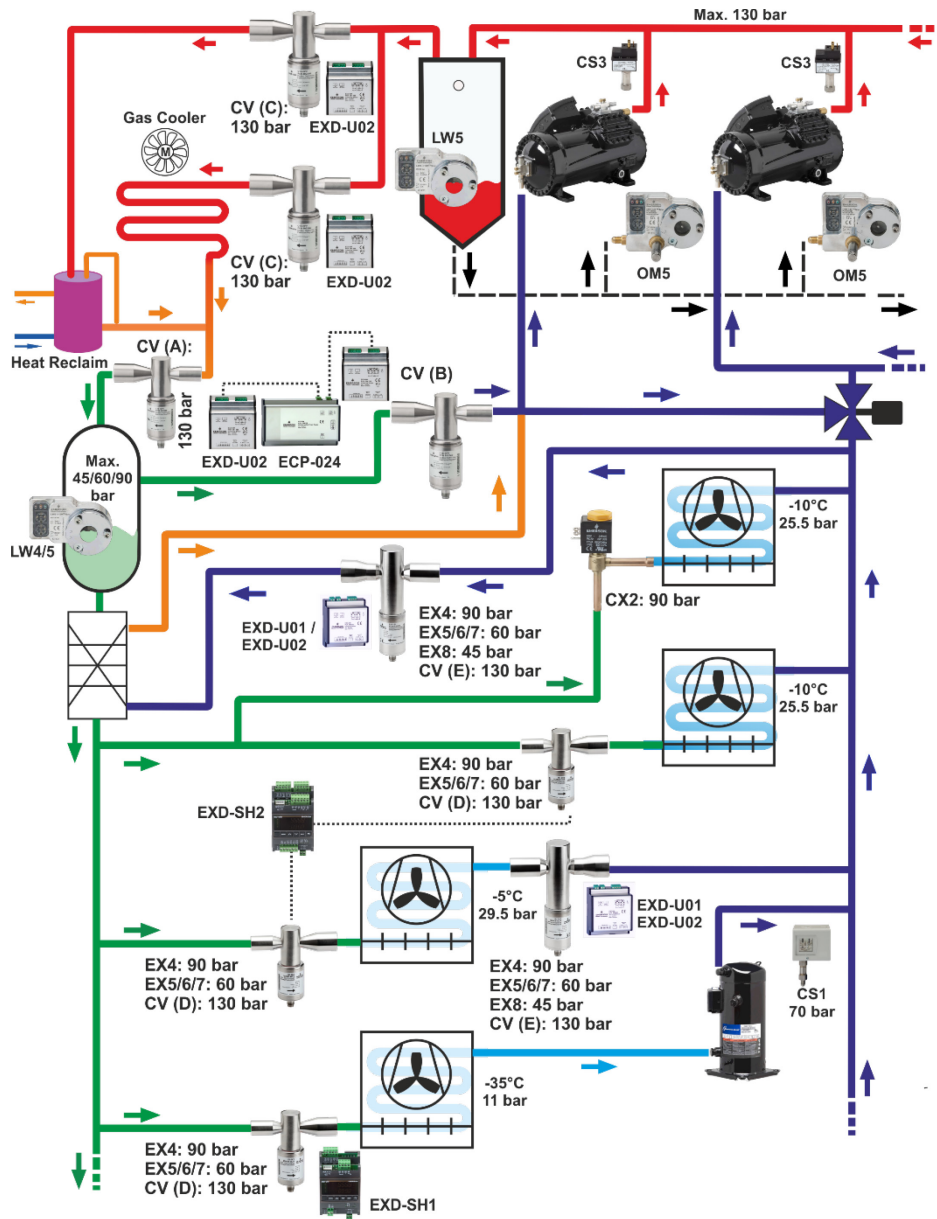 Max. 130 bar
CS3
CS3
CV (C):
130 bar
EXD-U02
Gas Cooler
M
LW5
CV (C):
130 bar
EXD-U02
OM5
OM5
Heat Reclaim
CV (A):
130 bar
CV (B)
EXD-U02
ECP-024
Max.
45/60/90
bar
LW4/5
-10°C
25.5 bar
CX2: 90 bar
EXD-U01 /
EXD-U02
EX4: 90 bar
EX5/6/7: 60 bar
EX8: 45 bar
CV (E): 130 bar
-10°C
25.5 bar
EX4: 90 bar
EX5/6/7: 60 bar
CV (D): 130 bar
EXD-SH2
-5°C
29.5 bar
EXD-U01
EXD-U02
EX4: 90 bar
EX5/6/7: 60 bar
CV (D): 130 bar
EX4: 90 bar
EX5/6/7: 60 bar
EX8: 45 bar
CV (E): 130 bar
CS1
70 bar
-35°C
11 bar
EX4: 90 bar
EX5/6/7: 60 bar
CV (D): 130 bar
EXD-SH1